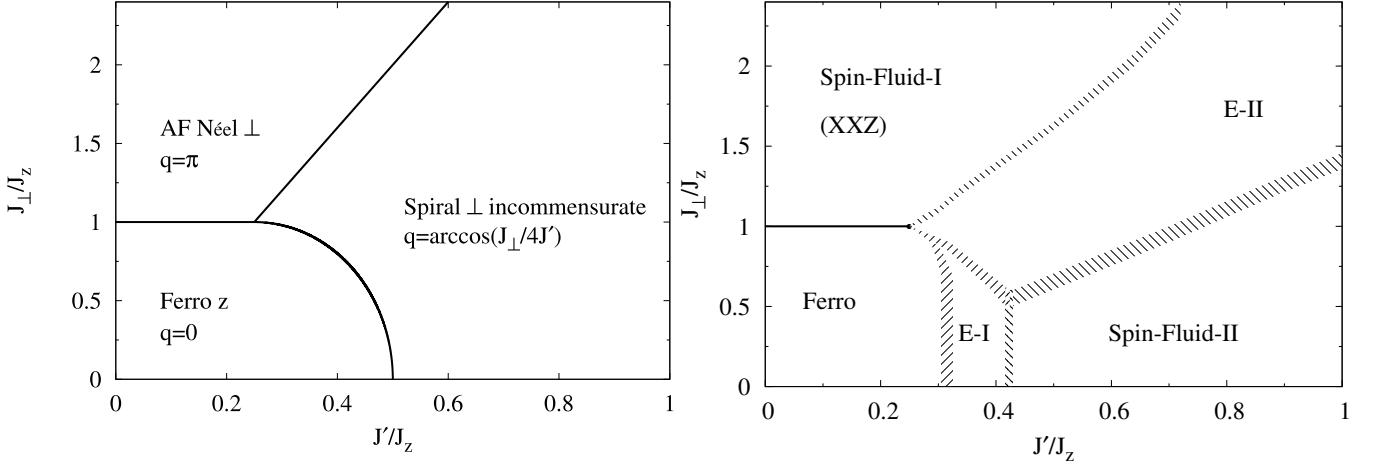 2
1.5
1
0.5
0
J⊥/Jz
AF Néel ⊥
q=π
Spiral ⊥ incommensurate
q=arccos(J⊥/4J′)
Ferro z
q=0
0 0.2 0.4 0.6 0.8 1
J′/Jz
2
1.5
1
0.5
0
J⊥/Jz
Spin-Fluid-I
(XXZ)
E-II
Ferro
E-I
Spin-Fluid-II
0 0.2 0.4 0.6 0.8 1
J′/Jz